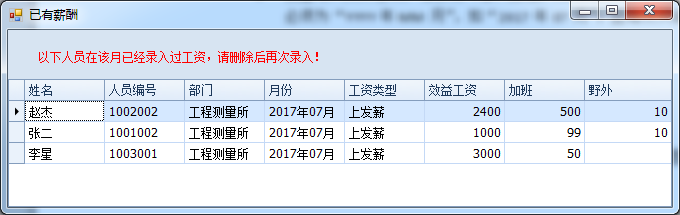 已有薪酬
以下人员在该月已经录入过工资，请删除后再次录入！
姓名 人员编号 部门 月份 工资类型 效益工资 加班 野外
赵杰 1002002 工程测量所 2017年07月 上发薪 2400 500 10
张二 1001002 工程测量所 2017年07月 上发薪 1000 99 10
李星 1003001 工程测量所 2017年07月 上发薪 3000 50